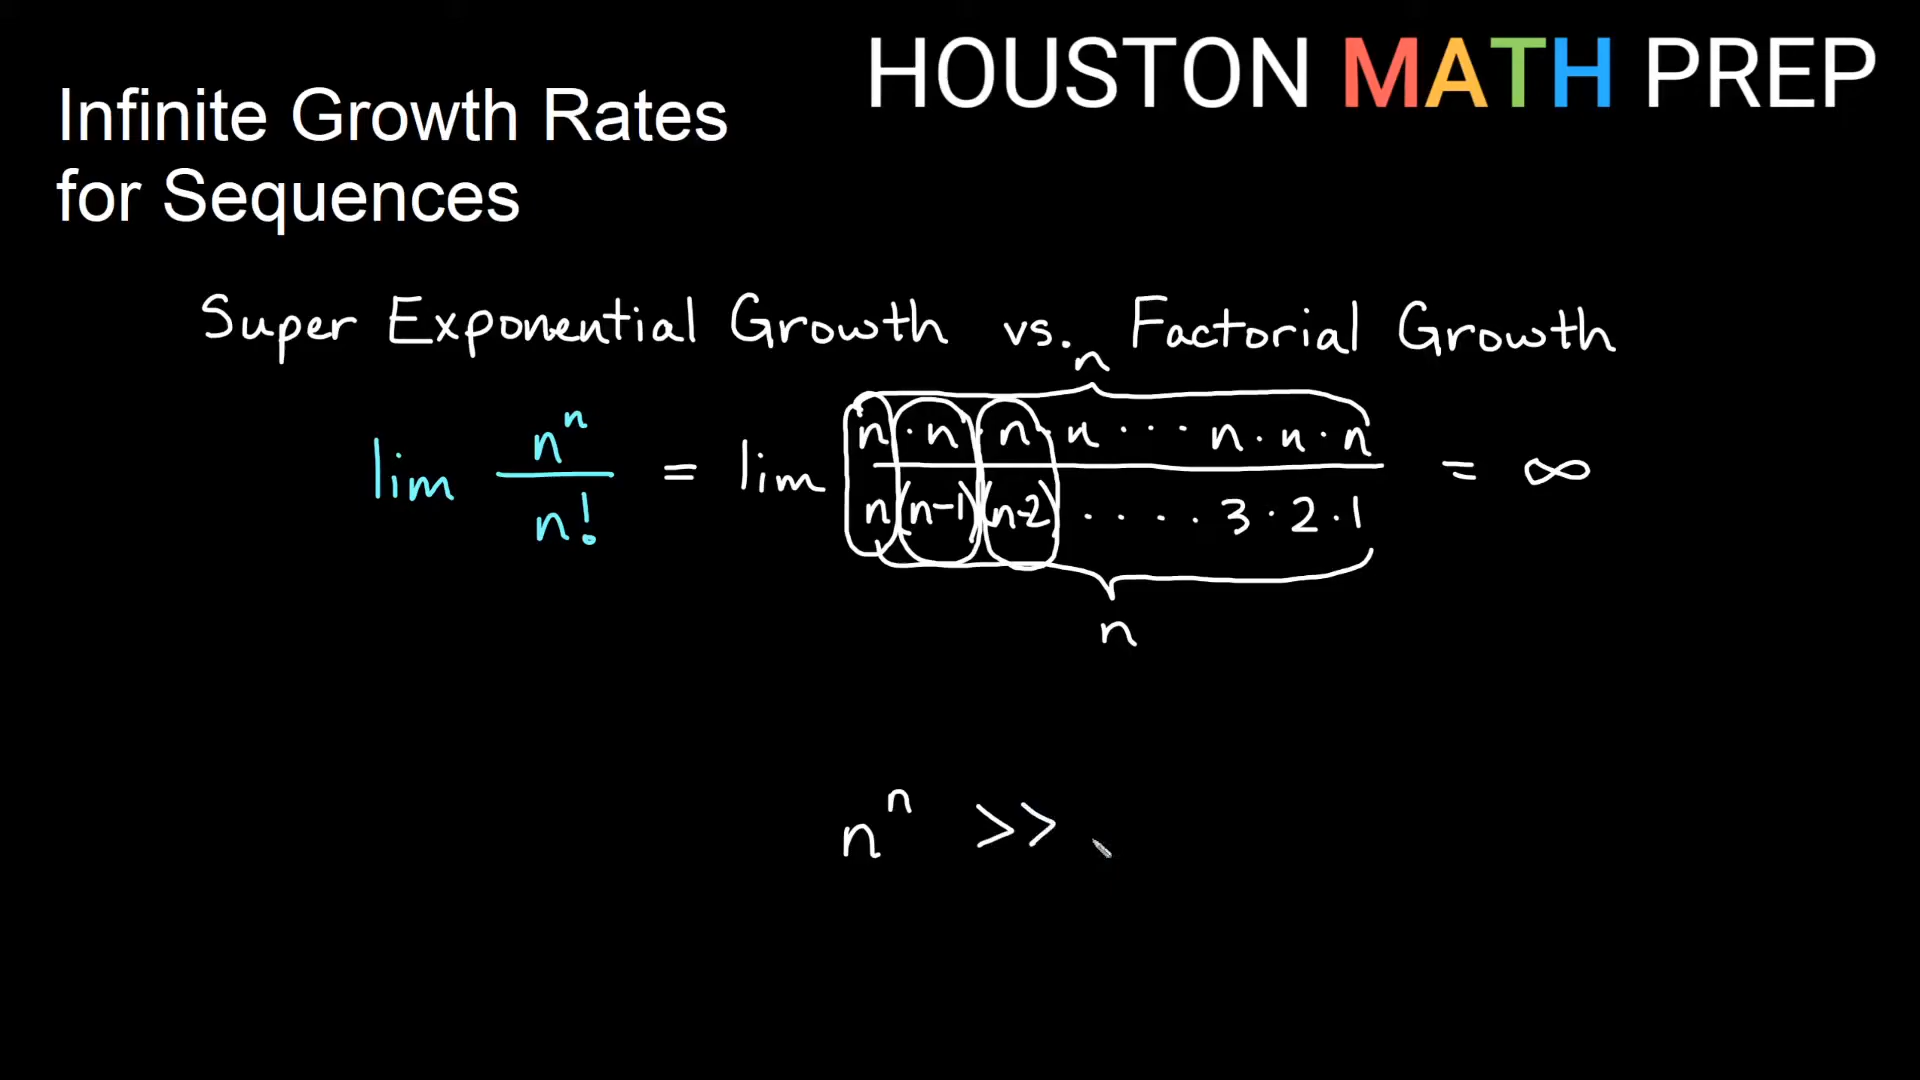 HOUSTON MATH PREP
Infinite Growth Rates
for Sequences
Super Exponential Growth vs. Factorial Growth
n
lim n^n / n! = lim n · n · n · n · · · · n · n · n / n(n-1)(n-2) · · · · 3 · 2 · 1 = ∞
n
n^n >>